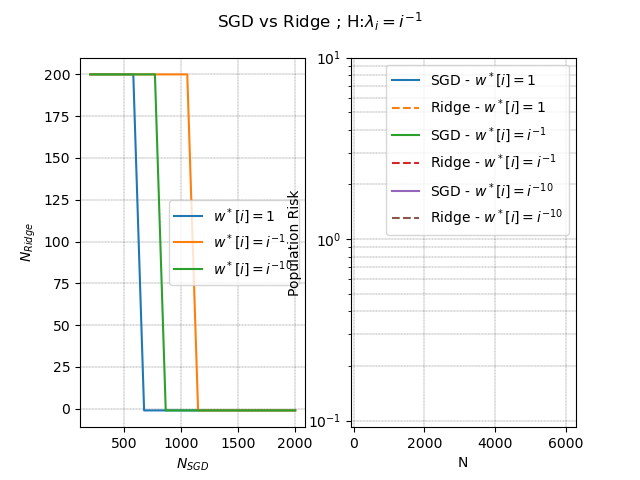 SGD vs Ridge ; H:λ_i = i^{-1}
200
175
150
125
100
75
50
25
0
N_{Ridge}
500 1000 1500 2000
N_{SGD}
w^*[i] = 1
w^*[i] = i^{-1}
w^*[i] = i^{-10}
Population Risk
10^1
10^0
10^{-1}
0 2000 4000 6000
N
SGD - w^*[i] = 1
Ridge - w^*[i] = 1
SGD - w^*[i] = i^{-1}
Ridge - w^*[i] = i^{-1}
SGD - w^*[i] = i^{-10}
Ridge - w^*[i] = i^{-10}